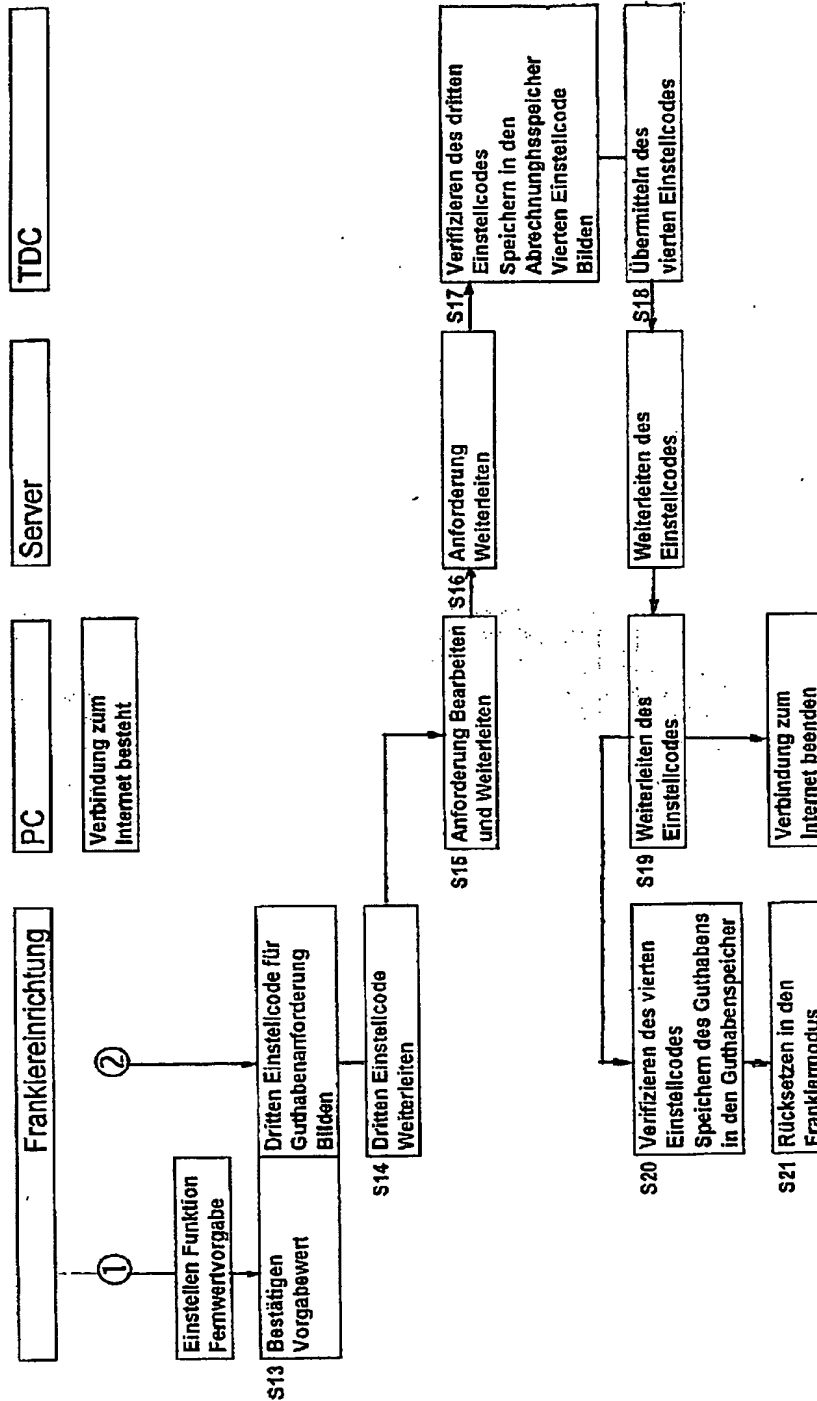 Frankiereinrichtung
PC
Server
TDC
Verbindung zum
Internet besteht
1
2
Einstellen Funktion
Fernwertvorgabe
S13
Bestätigen
Vorgabewert
Dritten Einstellcode für
Guthabenanforderung
Bilden
S14
Dritten Einstellcode
Weiterleiten
S15
Anforderung Bearbeiten
und Weiterleiten
S16
Anforderung
Weiterleiten
S17
Verifizieren des dritten
Einstellcodes
Speichern in den
Abrechnunghsspeicher
Vierten Einstellcode
Bilden
S18
Übermitteln des
vierten Einstellcodes
Weiterleiten des
Einstellcodes
S19
Weiterleiten des
Einstellcodes
S20
Verifizieren des vierten
Einstellcodes
Speichern des Guthabens
in den Guthabenspeicher
S21
Rücksetzen in den
Frankiermodus
Verbindung zum
Internet beenden